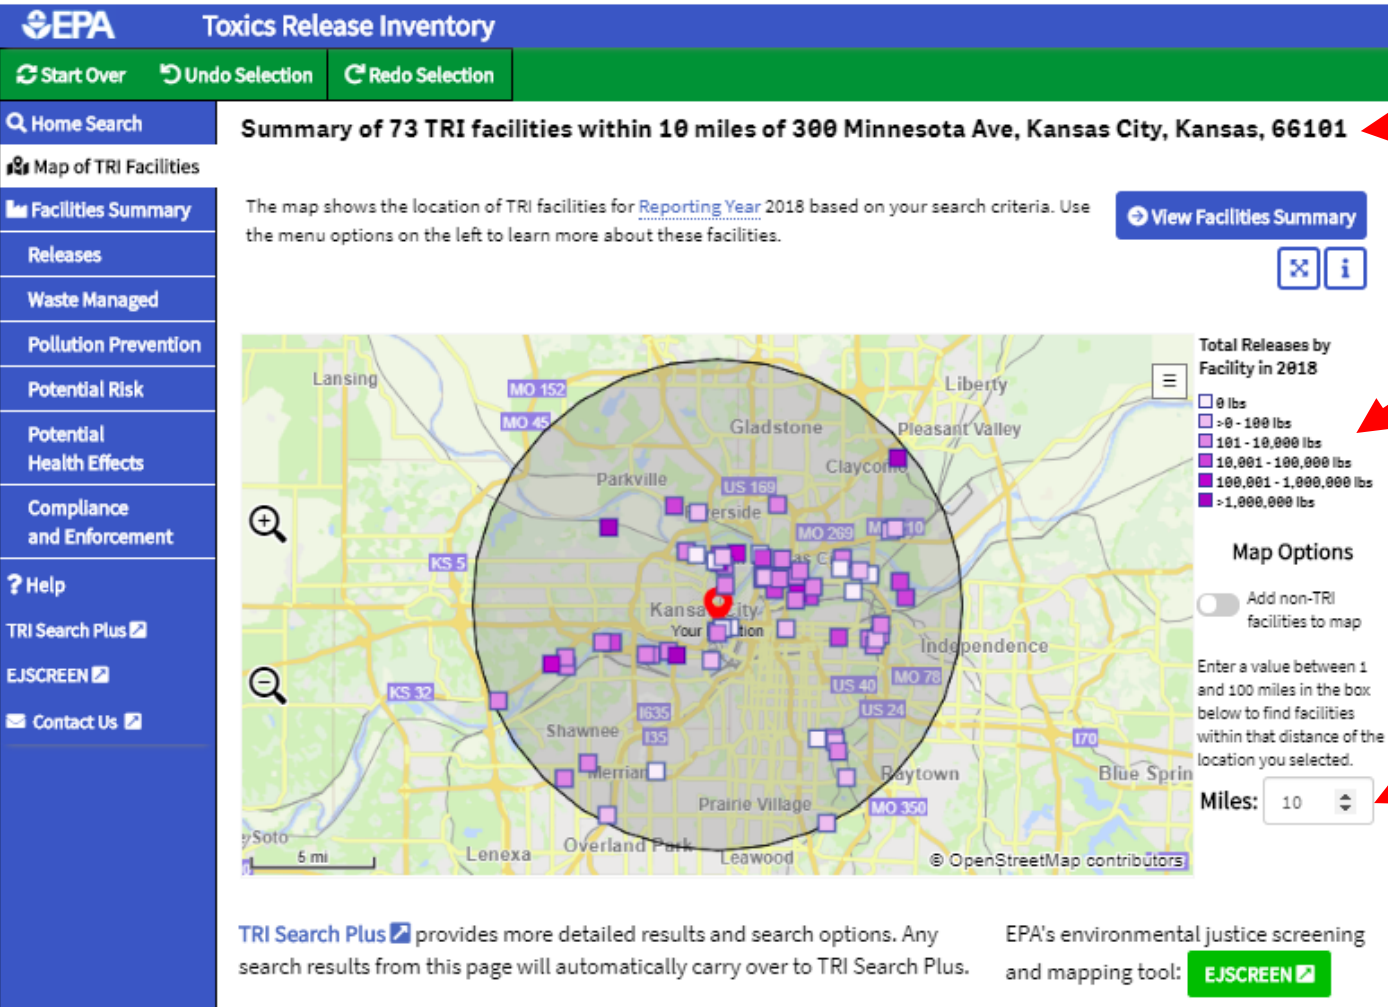 EPA Toxics Release Inventory
Start Over Undo Selection Redo Selection
Home Search
Map of TRI Facilities
Facilities Summary
Releases
Waste Managed
Pollution Prevention
Potential Risk
Potential
Health Effects
Compliance
and Enforcement
Help
TRI Search Plus
EJSCREEN
Contact Us
Summary of 73 TRI facilities within 10 miles of 300 Minnesota Ave, Kansas City, Kansas, 66101
The map shows the location of TRI facilities for Reporting Year 2018 based on your search criteria. Use
the menu options on the left to learn more about these facilities.
View Facilities Summary
i
Lansing
MO 152
Liberty
MO 45
Gladstone
Pleasant Valley
Parkville
US 169
MO 269
KS 5
Your
Independence
KS 32
US 40
MO 78
I635
US 24
Shawnee
I35
I70
Raytown
Prairie Village
MO 350
Overland Park
Lenexa
Leawood
5 mi
© OpenStreetMap contributors
Total Releases by
Facility in 2018
0 lbs
>0 - 100 lbs
101 - 10,000 lbs
10,001 - 100,000 lbs
100,001 - 1,000,000 lbs
>1,000,000 lbs
Map Options
Add non-TRI
facilities to map
Enter a value between 1
and 100 miles in the box
below to find facilities
within that distance of the
location you selected.
Miles: 10
TRI Search Plus provides more detailed results and search options. Any
search results from this page will automatically carry over to TRI Search Plus.
EPA's environmental justice screening
and mapping tool: EJSCREEN